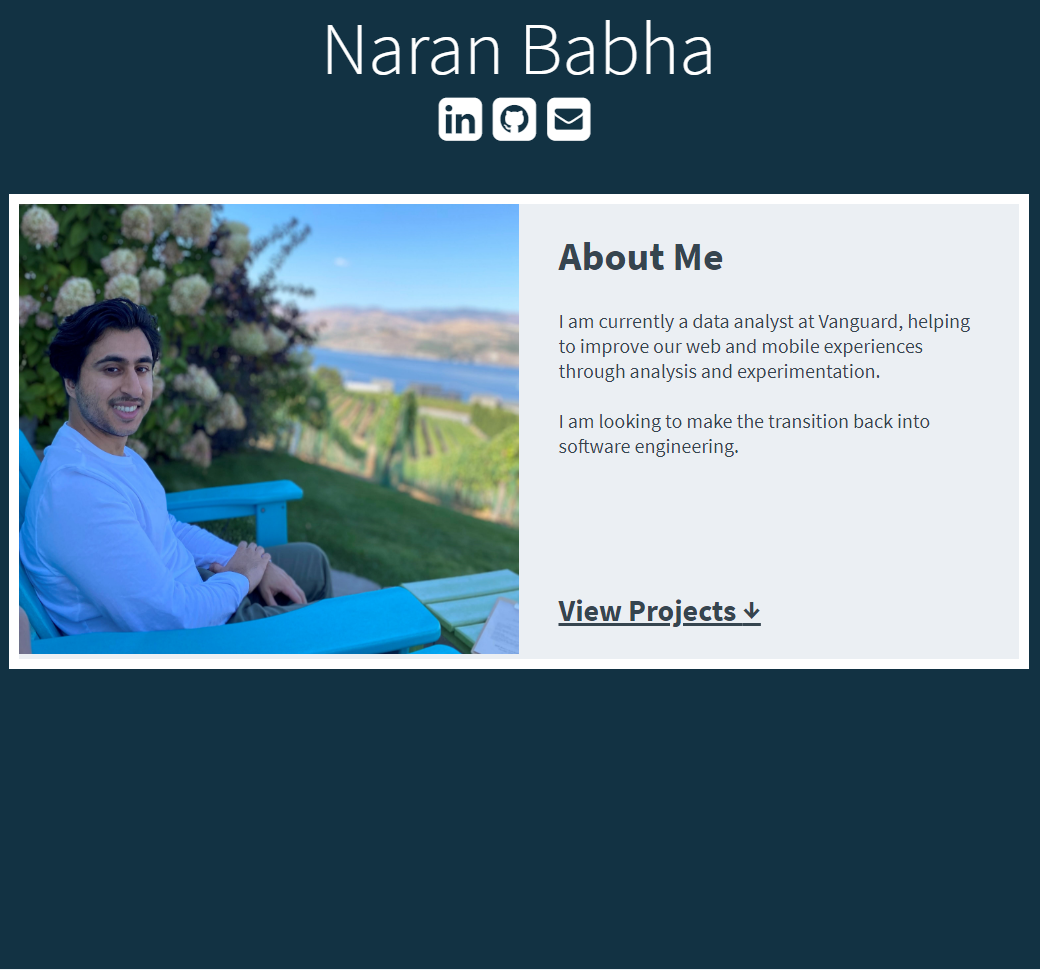 Naran Babha
in
About Me
I am currently a data analyst at Vanguard, helping
to improve our web and mobile experiences
through analysis and experimentation.
I am looking to make the transition back into
software engineering.
View Projects ↓